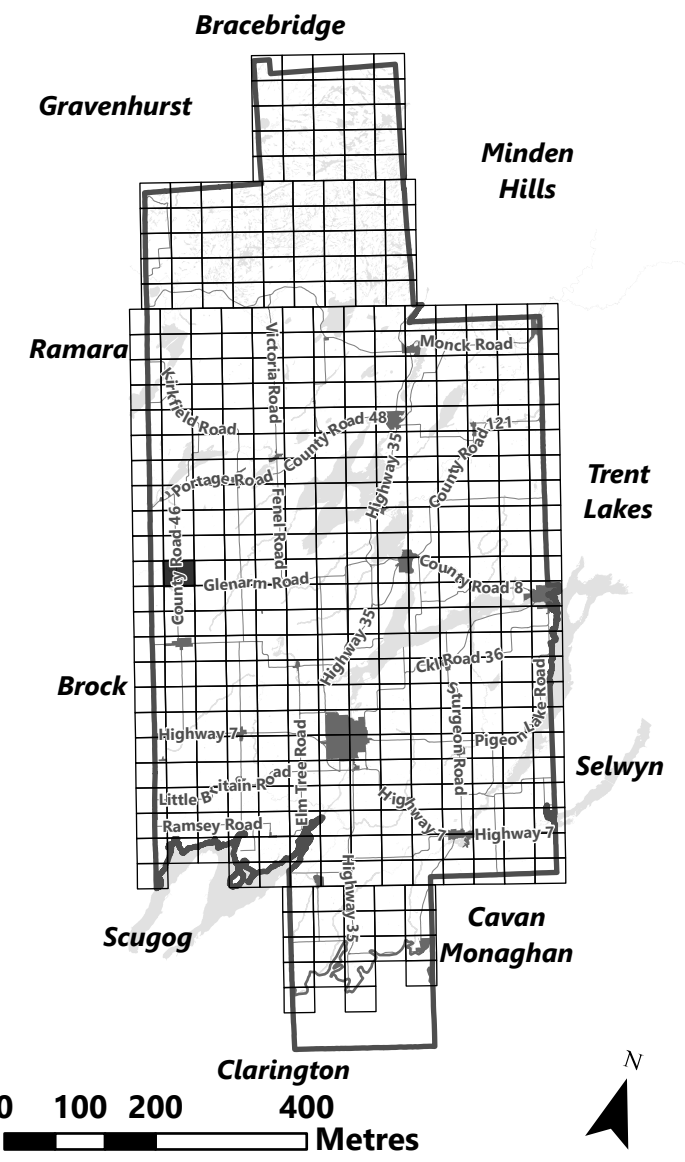 Bracebridge
Gravenhurst
Minden
Hills
Ramara
Monck Road
Victoria Road
Kirkfield Road
County Road 48
Highway 35
County Road 121
Portage Road
Fenel Road
Trent
Lakes
County Road 46
Glenarm Road
County Road 8
Highway 35
Ckl Road 36
Brock
Sturgeon Road
Pigeon Lake Road
Highway 7
Elm Tree Road
Selwyn
Little Britain Road
Highway 7
Ramsey Road
Highway 7
Highway 35
Scugog
Cavan
Monaghan
Clarington
N
0 100 200 400
Metres